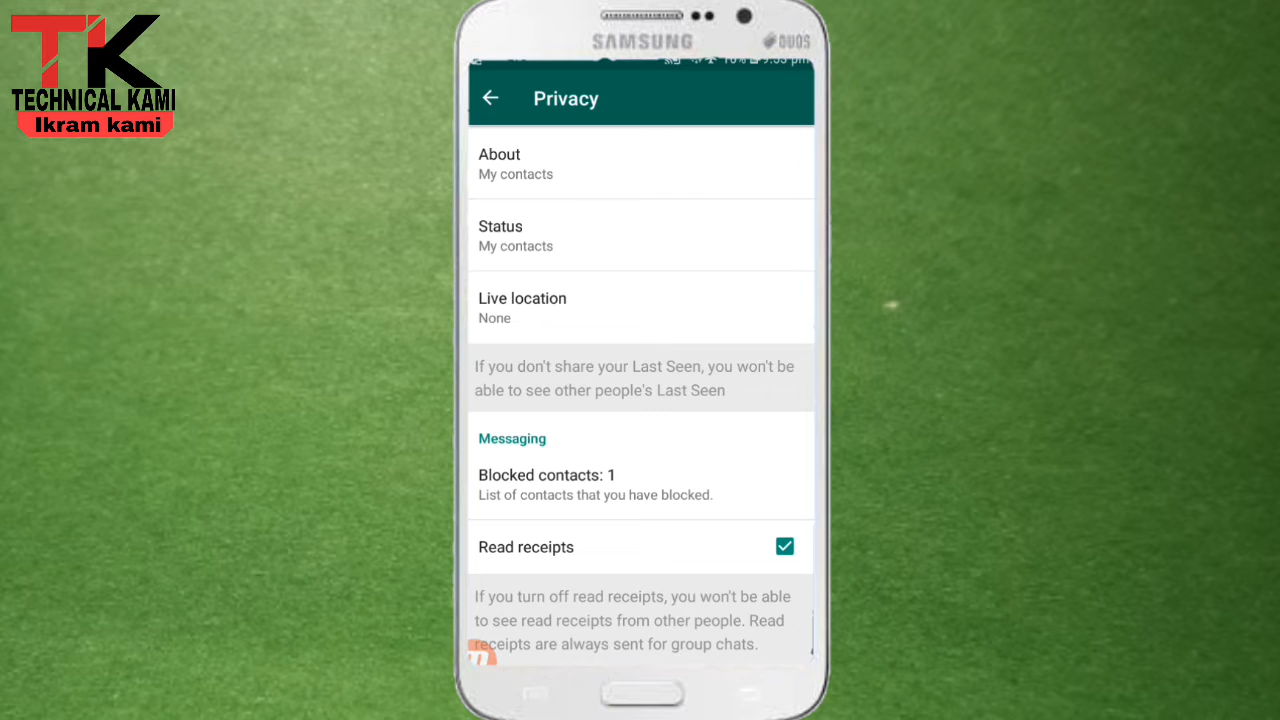 TK
TECHNICAL KAMI
Ikram kami
SAMSUNG
DUOS
Privacy
About
My contacts
Status
My contacts
Live location
None
If you don't share your Last Seen, you won't be
able to see other people's Last Seen
Messaging
Blocked contacts: 1
List of contacts that you have blocked.
Read receipts
If you turn off read receipts, you won't be able
to see read receipts from other people. Read
receipts are always sent for group chats.